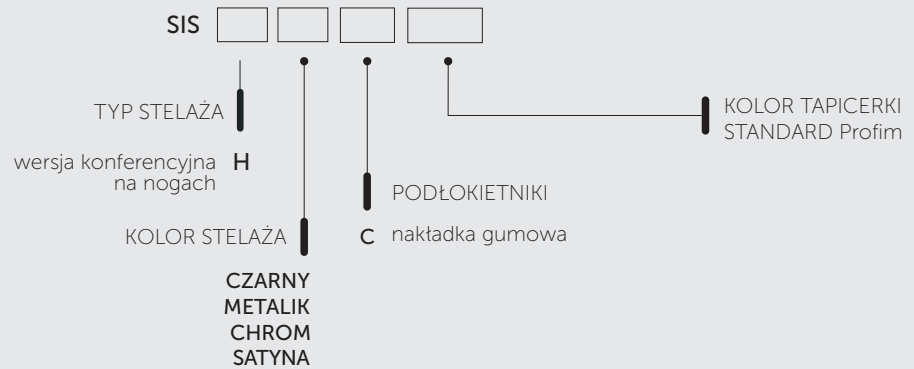 SIS
TYP STELAŻA
wersja konferencyjna H
na nogach
KOLOR STELAŻA
CZARNY
METALIK
CHROM
SATYNA
PODŁOKIETNIKI
C nakładka gumowa
KOLOR TAPICERKI
STANDARD Profim